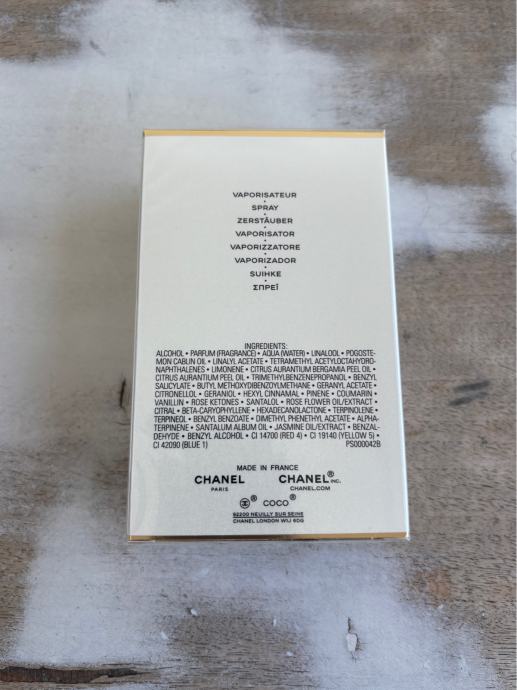 VAPORISATEUR
•
SPRAY
•
ZERSTÄUBER
•
VAPORISATOR
•
VAPORIZZATORE
•
VAPORIZADOR
•
SUIHKE
•
ΣΠΡΕΪ
INGREDIENTS:
ALCOHOL • PARFUM (FRAGRANCE) • AQUA (WATER) • LINALOOL • POGOSTE-
MON CABLIN OIL • LINALYL ACETATE • TETRAMETHYL ACETYLOCTAHYDRO-
NAPHTHALENES • LIMONENE • CITRUS AURANTIUM BERGAMIA PEEL OIL •
CITRUS AURANTIUM PEEL OIL • TRIMETHYLBENZENEPROPANOL • BENZYL
SALICYLATE • BUTYL METHOXYDIBENZOYLMETHANE • GERANYL ACETATE •
CITRONELLOL • GERANIOL • HEXYL CINNAMAL • PINENE • COUMARIN •
VANILLIN • ROSE KETONES • SANTALOL • ROSE FLOWER OIL/EXTRACT •
CITRAL • BETA-CARYOPHYLLENE • HEXADECANOLACTONE • TERPINOLENE •
TERPINEOL • BENZYL BENZOATE • DIMETHYL PHENETHYL ACETATE • ALPHA-
TERPINENE • SANTALUM ALBUM OIL • JASMINE OIL/EXTRACT • BENZAL-
DEHYDE • BENZYL ALCOHOL • CI 14700 (RED 4) • CI 19140 (YELLOW 5) •
CI 42090 (BLUE 1) PS000042B
MADE IN FRANCE
CHANEL CHANEL® INC.
PARIS CHANEL.COM
® COCO®
92200 NEUILLY SUR SEINE
CHANEL LONDON W1J 6DG